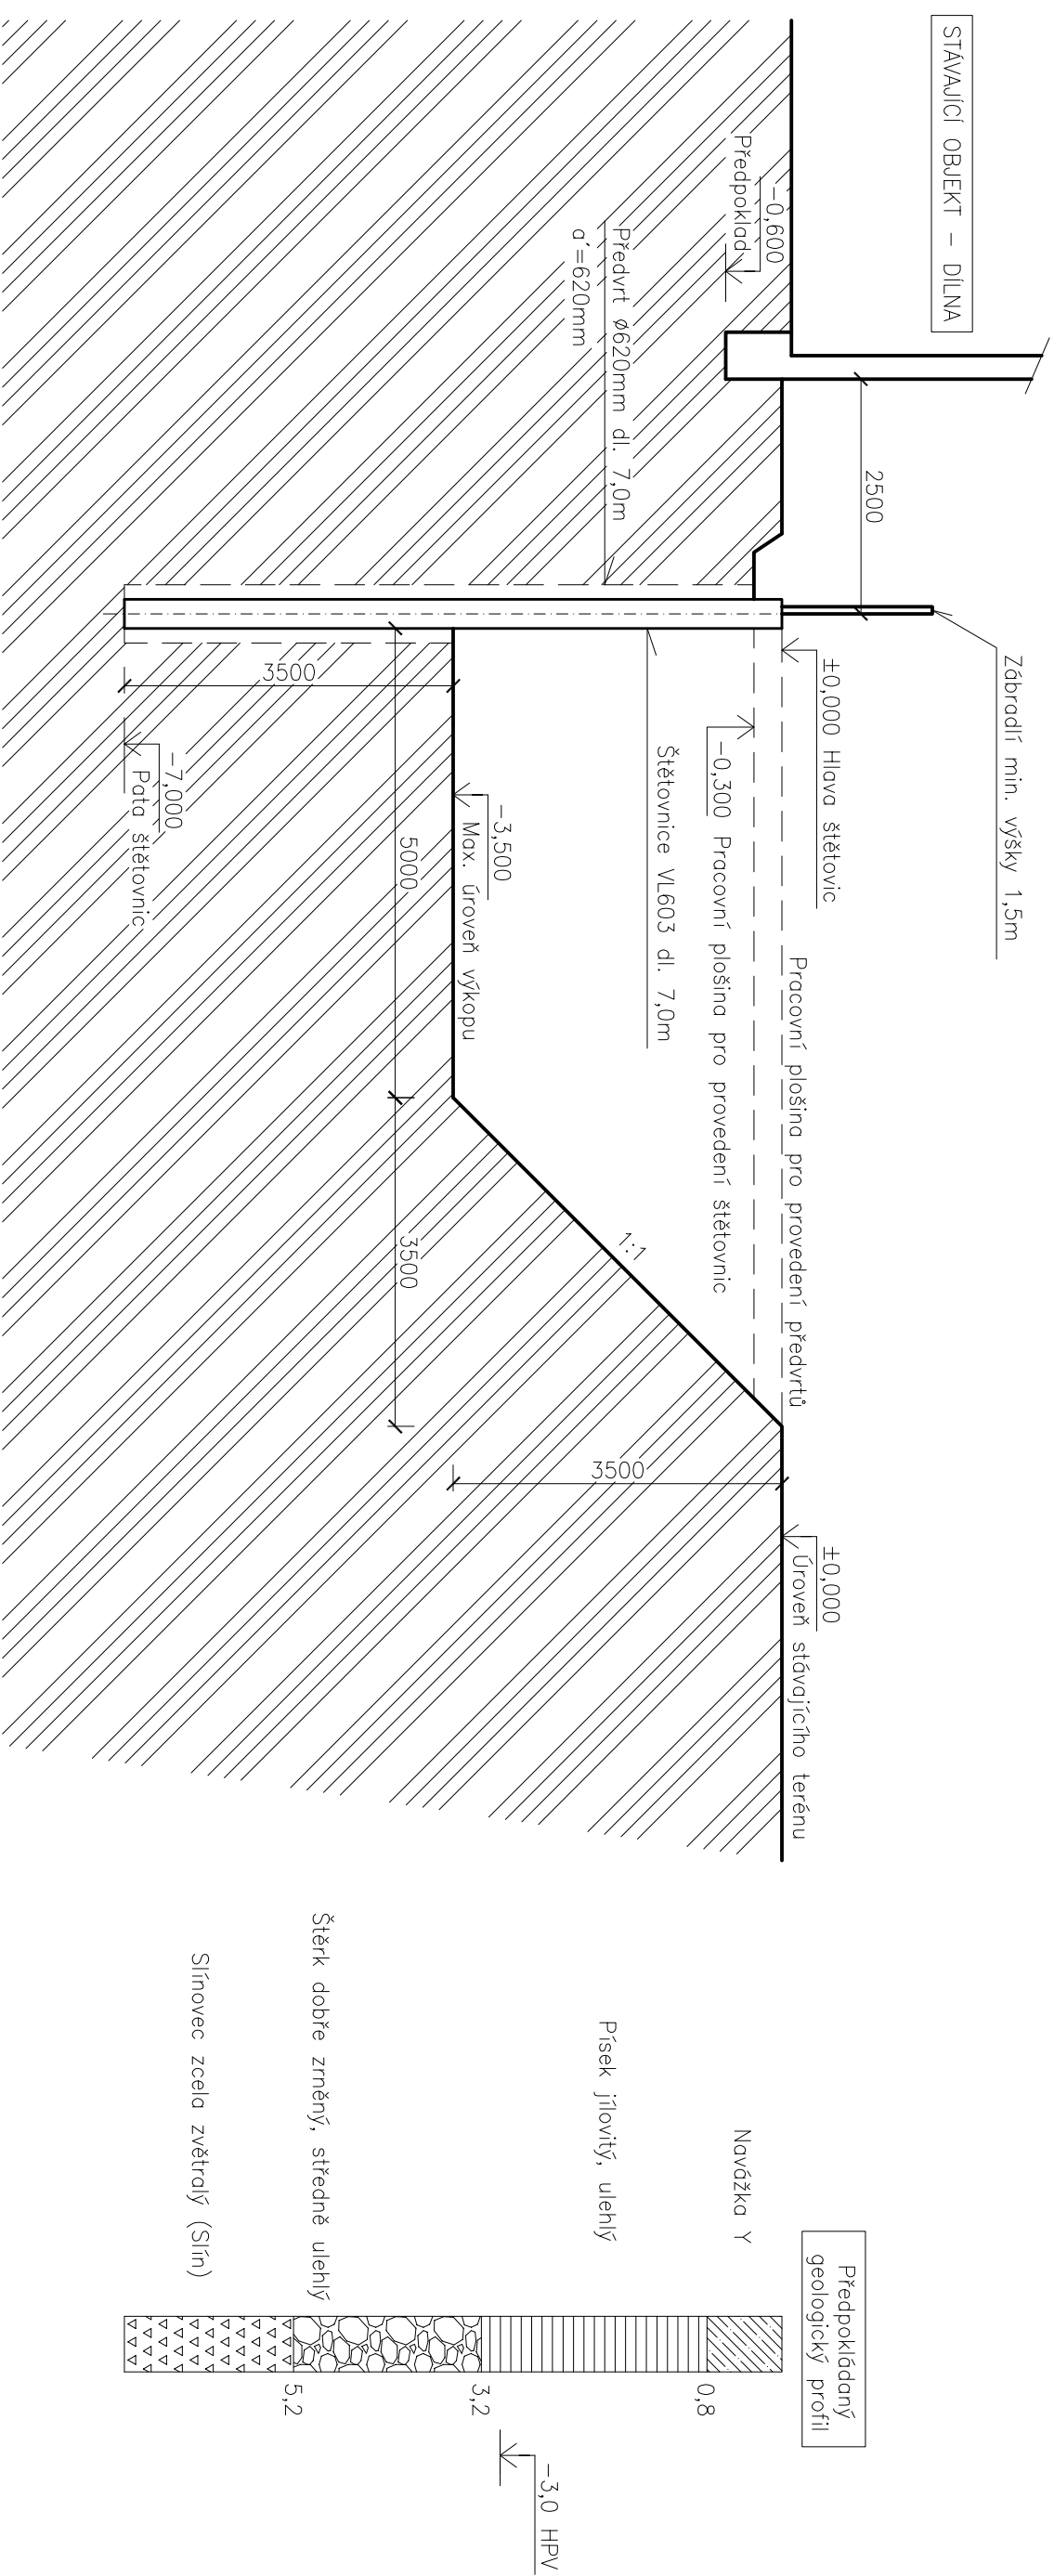 STÁVAJÍCÍ OBJEKT – DÍLNA
2500
Zábradlí min. výšky 1,5m
±0,000 Hlava štětovic
Pracovní plošina pro provedení předvrtů
-0,300 Pracovní plošina pro provedení štětovnic
±0,000
Úroveň stávajícího terénu
-0,600
Předpoklad
Předvrt ø620mm dl. 7,0m
a´=620mm
Štětovnice VL603 dl. 7,0m
1:1
3500
-3,500
Max. úroveň výkopu
5000
3500
3500
-7,000
Pata štětovnic
Předpokládaný
geologický profil
Navážka Y
0,8
Písek jílovitý, ulehlý
-3,0 HPV
3,2
Štěrk dobře zrněný, středně ulehlý
5,2
Slínovec zcela zvětralý (Slín)